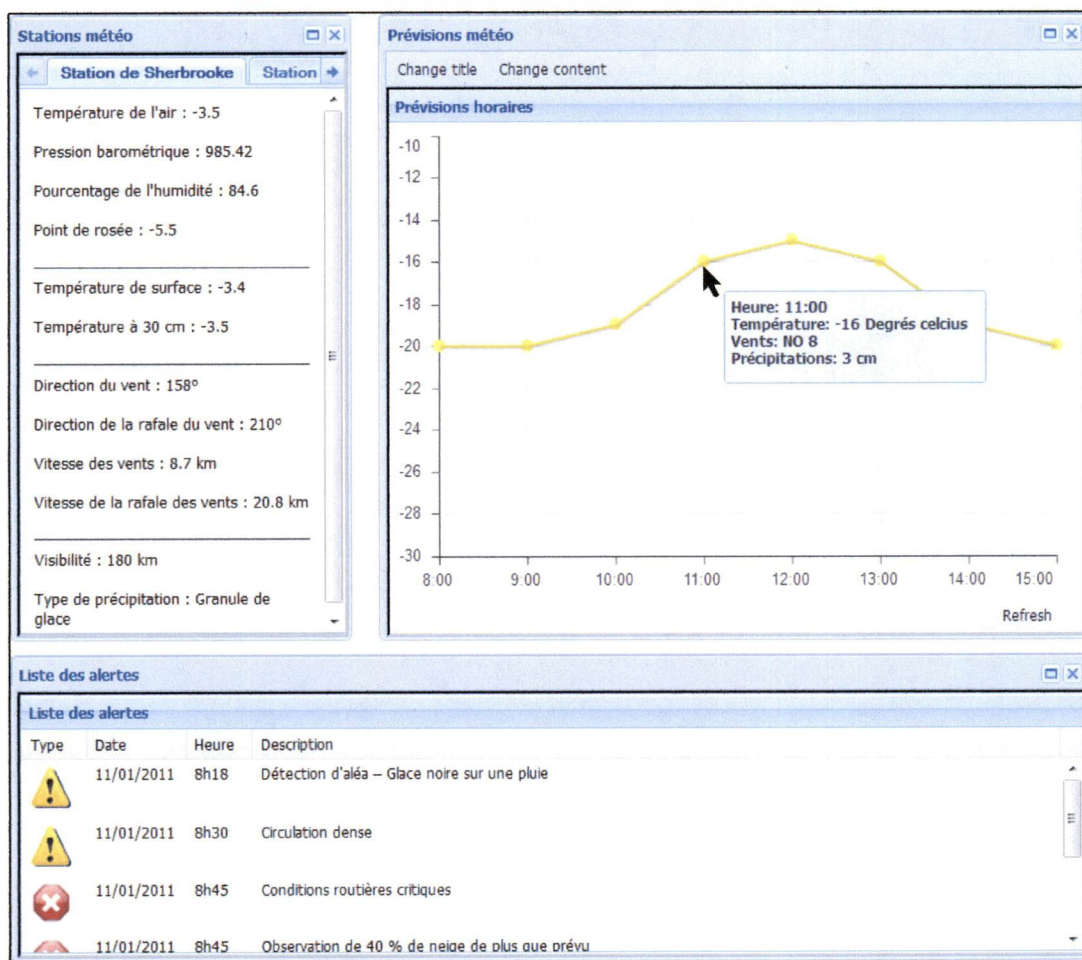 Stations météo
Station de Sherbrooke Station
Température de l'air : -3.5
Pression barométrique : 985.42
Pourcentage de l'humidité : 84.6
Point de rosée : -5.5
Température de surface : -3.4
Température à 30 cm : -3.5
Direction du vent : 158º
Direction de la rafale du vent : 210º
Vitesse des vents : 8.7 km
Vitesse de la rafale des vents : 20.8 km
Visibilité : 180 km
Type de précipitation : Granule de
glace
Prévisions météo
Change title Change content
Prévisions horaires
-10
-12
-14
-16
-18
-20
-22
-24
-26
-28
-30
8:00 9:00 10:00 11:00 12:00 13:00 14:00 15:00
Heure: 11:00
Température: -16 Degrés celcius
Vents: NO 8
Précipitations: 3 cm
Refresh
Liste des alertes
Liste des alertes
Type Date Heure Description
11/01/2011 8h18 Détection d'aléa – Glace noire sur une pluie
11/01/2011 8h30 Circulation dense
11/01/2011 8h45 Conditions routières critiques
11/01/2011 8h45 Observation de 40 % de neige de plus que prévu